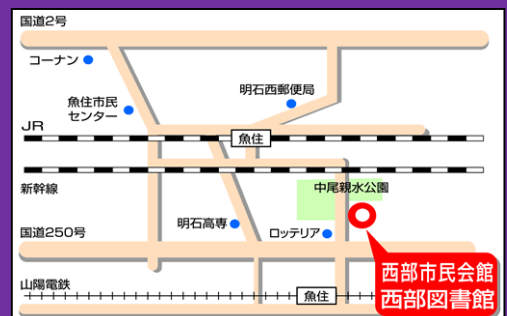 国道2号
コーナン
魚住市民
センター
明石西郵便局
JR
魚住
新幹線
中尾親水公園
明石高専
ロッテリア
国道250号
西部市民会館
西部図書館
山陽電鉄
魚住